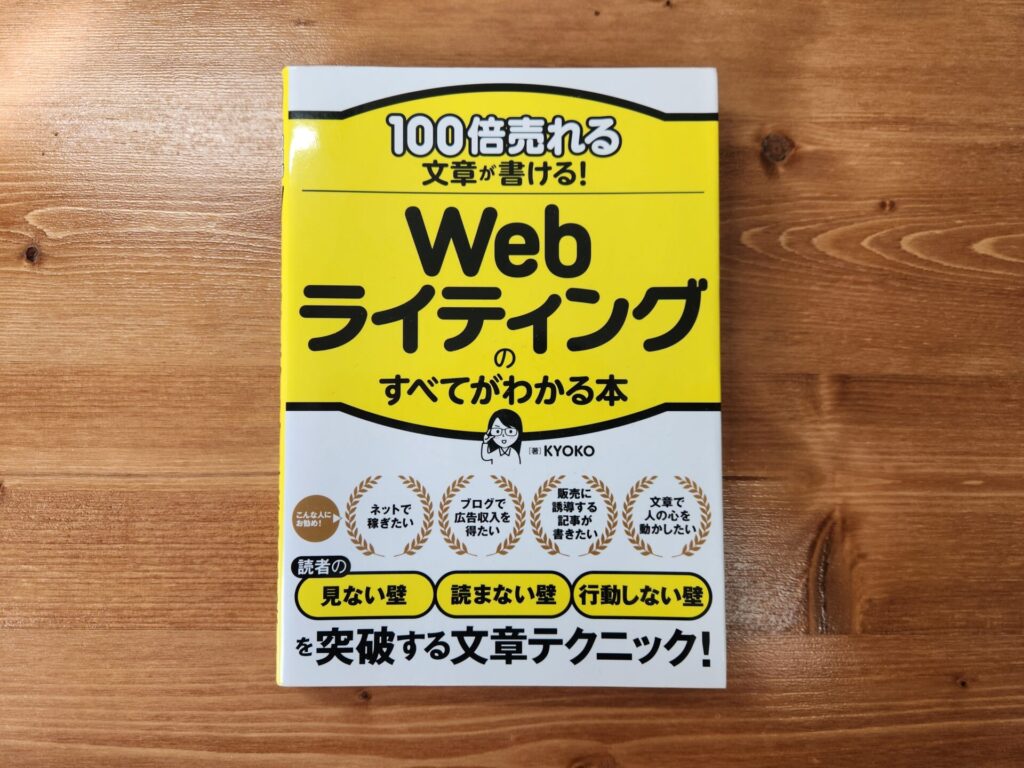 100倍売れる
文章が書ける!
Web
ライティング
の
すべてがわかる本
[著] KYOKO
こんな人に
お勧め!
ネットで
稼ぎたい
ブログで
広告収入を
得たい
販売に
誘導する
記事が
書きたい
文章で
人の心を
動かしたい
読者の
見ない壁 読まない壁 行動しない壁
を突破する文章テクニック!